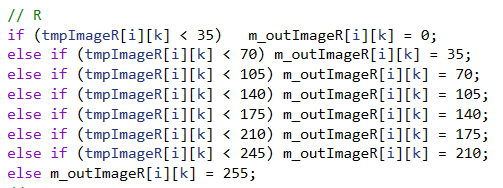 // R
if (tmpImageR[i][k] < 35)   m_outImageR[i][k] = 0;
else if (tmpImageR[i][k] < 70) m_outImageR[i][k] = 35;
else if (tmpImageR[i][k] < 105) m_outImageR[i][k] = 70;
else if (tmpImageR[i][k] < 140) m_outImageR[i][k] = 105;
else if (tmpImageR[i][k] < 175) m_outImageR[i][k] = 140;
else if (tmpImageR[i][k] < 210) m_outImageR[i][k] = 175;
else if (tmpImageR[i][k] < 245) m_outImageR[i][k] = 210;
else m_outImageR[i][k] = 255;